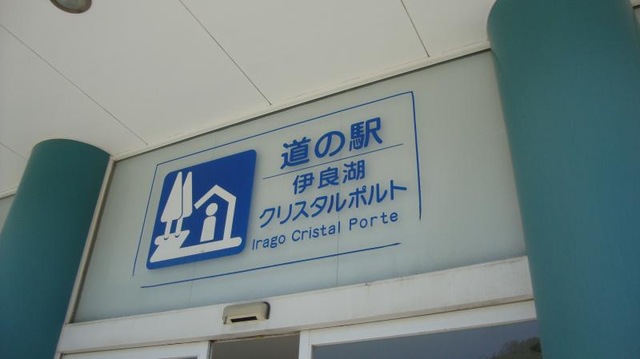 道の駅
伊良湖
クリスタルポルト
Irago Cristal Porte